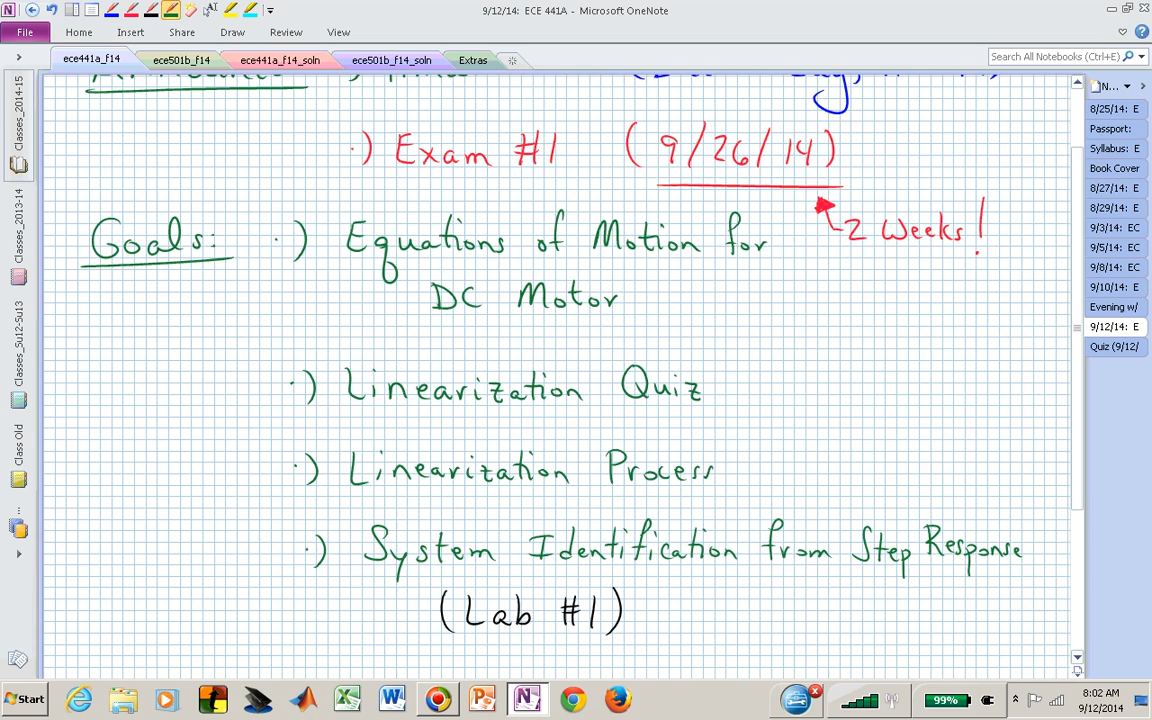 9/12/14: ECE 441A - Microsoft OneNote
File Home Insert Share Draw Review View
ece441a_f14 ece501b_f14 ece441a_f14_soln ece501b_f14_soln Extras
Search All Notebooks (Ctrl+E)
.) Exam #1 (9/26/14)
2 Weeks!
Goals: .) Equations of Motion for
DC Motor
.) Linearization Quiz
.) Linearization Process
.) System Identification from Step Response
(Lab #1)
Classes_2014-15
Classes_2013-14
Classes_Su12-Su13
Class Old
N...
8/25/14: E
Passport:
Syllabus: E
Book Cover
8/27/14: E
8/29/14: E
9/3/14: EC
9/5/14: EC
9/8/14: EC
9/10/14: E
Evening w/
9/12/14: E
Quiz (9/12/
Start
99%
8:02 AM
9/12/2014